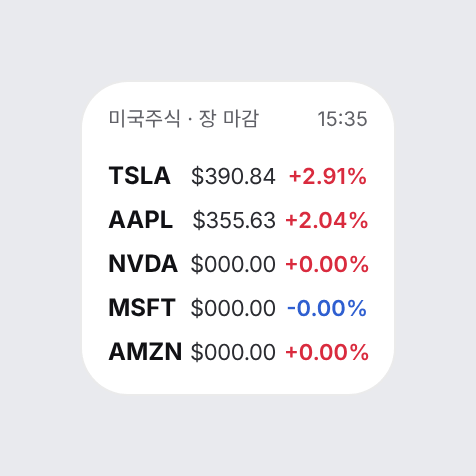 미국주식 · 장 마감 15:35
TSLA $390.84 +2.91%
AAPL $355.63 +2.04%
NVDA $000.00 +0.00%
MSFT $000.00 -0.00%
AMZN $000.00 +0.00%